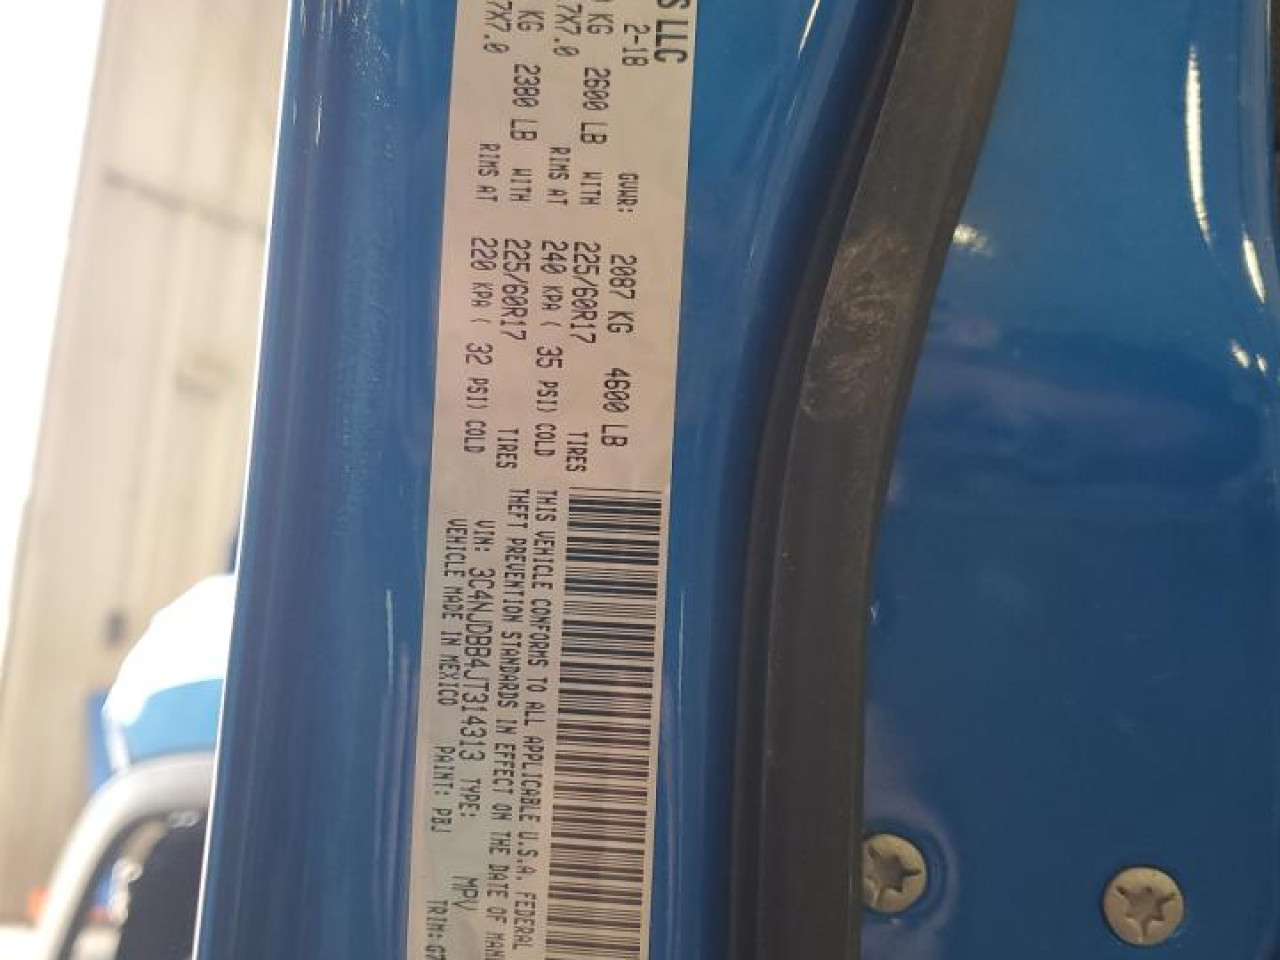 S LLC
2-18 GVWR: 2087 KG 4600 LB
KG 2600 LB WITH 225/60R17 TIRES
7X7.0 RIMS AT 240 KPA ( 35 PSI) COLD
KG 2380 LB WITH 225/60R17 TIRES
7X7.0 RIMS AT 220 KPA ( 32 PSI) COLD
THIS VEHICLE CONFORMS TO ALL APPLICABLE U.S.A. FEDERAL
THEFT PREVENTION STANDARDS IN EFFECT ON THE DATE OF MAN
VIN: 3C4NJDBB4JT314313 TYPE: MPV
VEHICLE MADE IN MEXICO PAINT: PBJ TRIM: G7